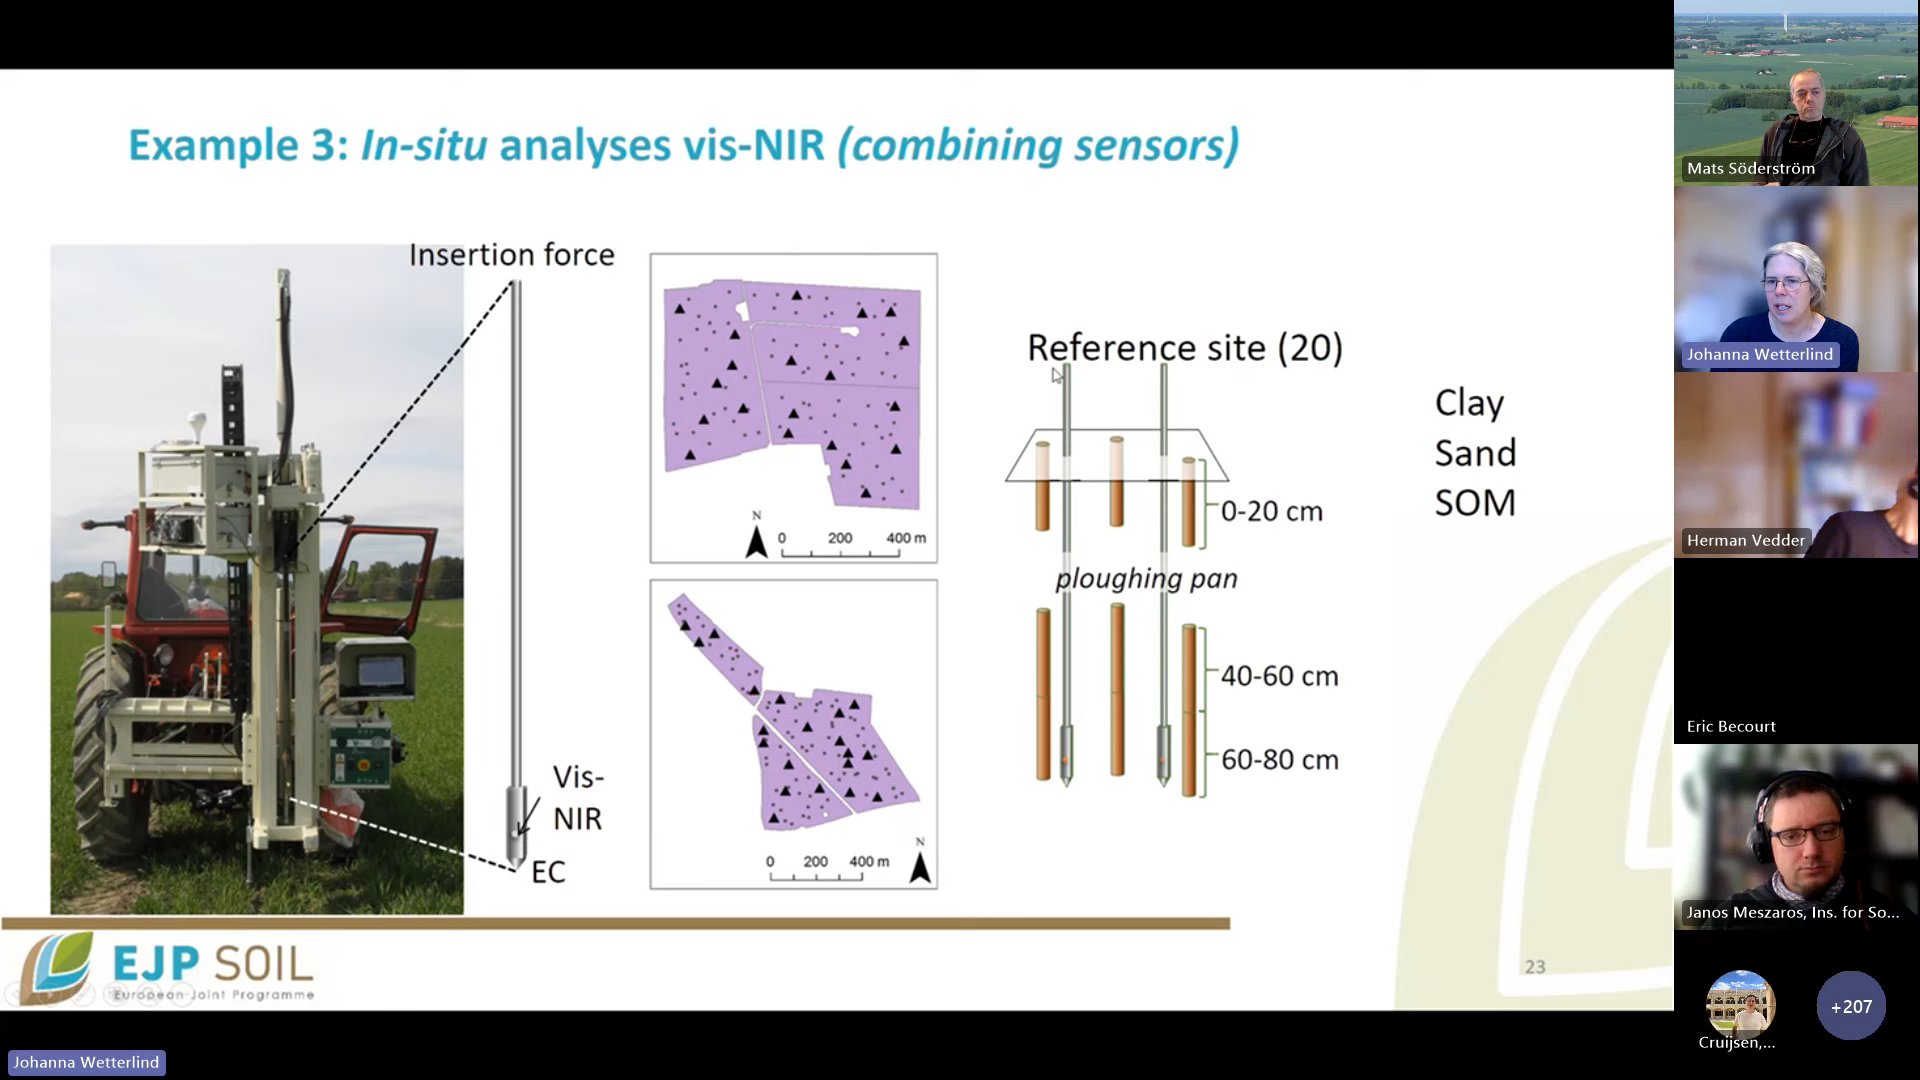 Example 3: In-situ analyses vis-NIR (combining sensors)
Insertion force
Vis-
NIR
EC
N
0 200 400 m
0 200 400 m
N
Reference site (20)
0-20 cm
ploughing pan
40-60 cm
60-80 cm
Clay
Sand
SOM
EJP SOIL
European Joint Programme
23
Mats Söderström
Johanna Wetterlind
Herman Vedder
Eric Becourt
Janos Meszaros, Ins. for So...
Cruijsen,...
+207
Johanna Wetterlind